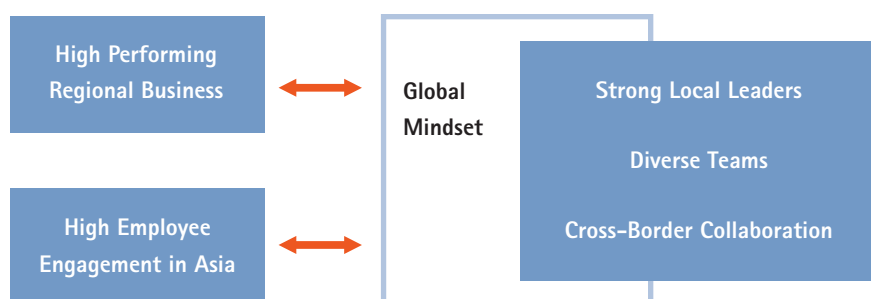 High Performing
Regional Business
Global
Mindset
Strong Local Leaders
Diverse Teams
High Employee
Engagement in Asia
Cross-Border Collaboration